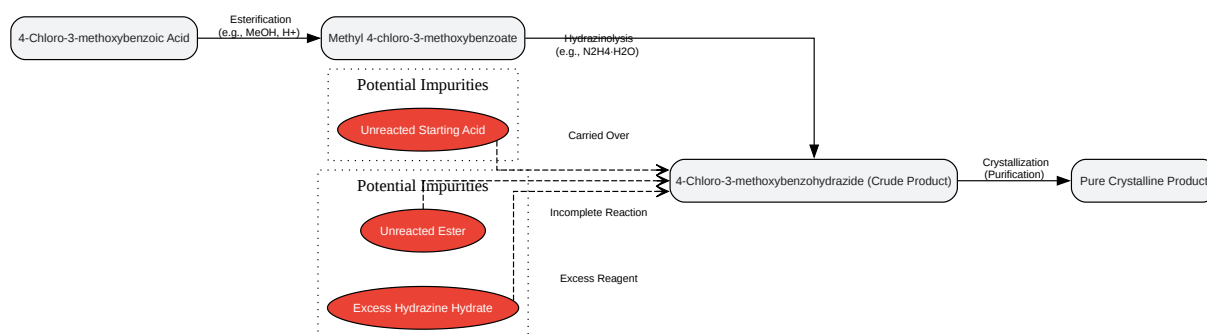 4-Chloro-3-methoxybenzoic Acid
Esterification
(e.g., MeOH, H+)
Methyl 4-chloro-3-methoxybenzoate
Hydrazinolysis
(e.g., N2H4·H2O)
Potential Impurities
Unreacted Starting Acid
Carried Over
Potential Impurities
Unreacted Ester
Incomplete Reaction
Excess Hydrazine Hydrate
Excess Reagent
4-Chloro-3-methoxybenzohydrazide (Crude Product)
Crystallization
(Purification)
Pure Crystalline Product